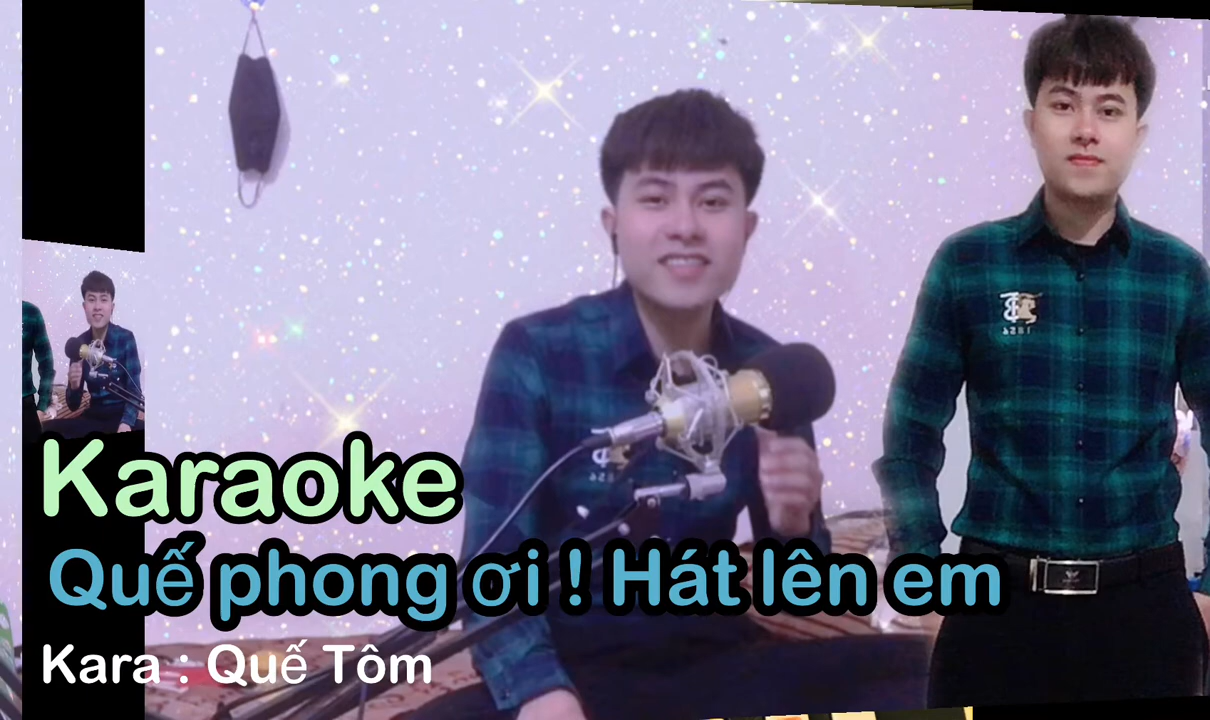 Karaoke
Quế phong ơi ! Hát lên em
Kara : Quế Tôm